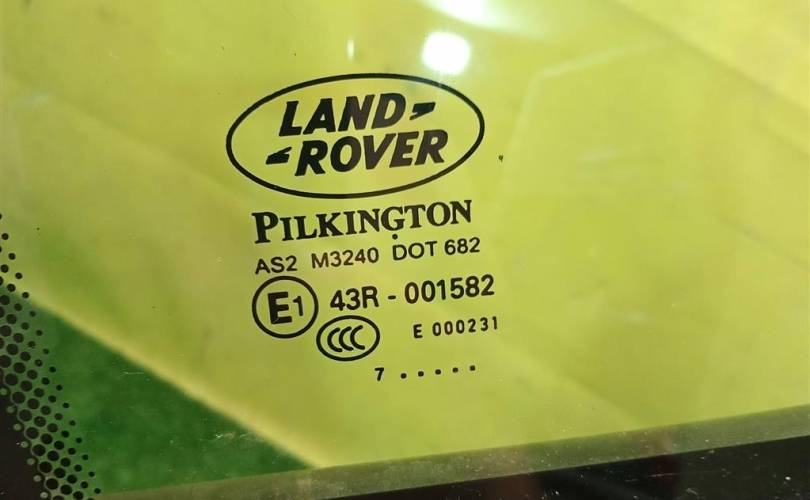 LAND
ROVER
PILKINGTON
AS2 M3240 DOT 682
E1 43R - 001582
CCC E 000231
7 . . . . .